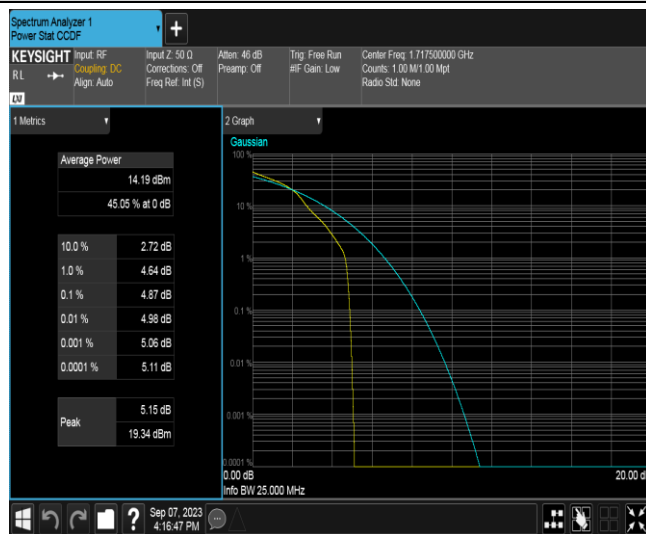 Spectrum Analyzer 1
Power Stat CCDF
KEYSIGHT
RL
LXI
Input: RF
Coupling: DC
Align: Auto
Input Z: 50 Ω
Corrections: Off
Freq Ref: Int (S)
Atten: 46 dB
Preamp: Off
Trig: Free Run
#IF Gain: Low
Center Freq: 1.717500000 GHz
Counts: 1.00 M/1.00 Mpt
Radio Std: None
1 Metrics
Average Power
14.19 dBm
45.05 % at 0 dB
10.0 % 2.72 dB
1.0 % 4.64 dB
0.1 % 4.87 dB
0.01 % 4.98 dB
0.001 % 5.06 dB
0.0001 % 5.11 dB
Peak
5.15 dB
19.34 dBm
2 Graph
Gaussian
100 %
10 %
1 %
0.1 %
0.01 %
0.001 %
0.0001 %
0.00 dB
20.00 d
Info BW 25.000 MHz
?
Sep 07, 2023
4:16:47 PM